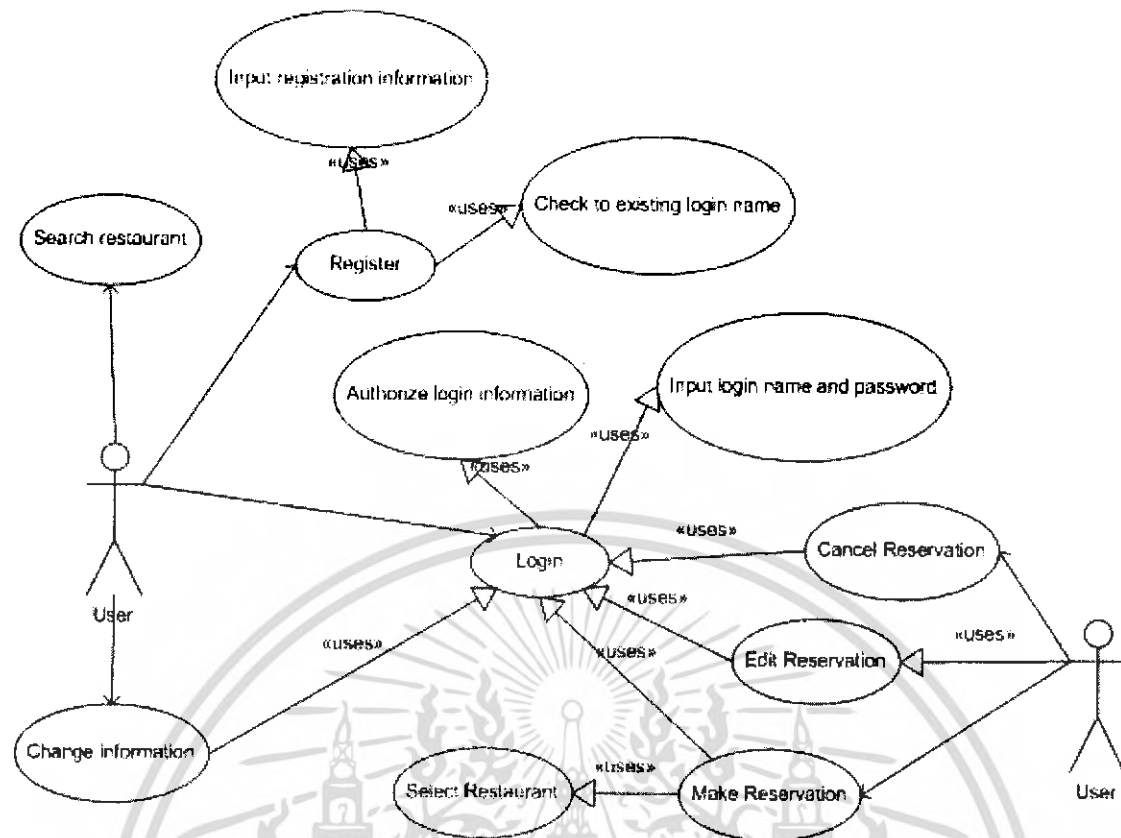 Input registration information
«uses»
«uses»
Check to existing login name
Search restaurant
Register
Authorize login information
Input login name and password
«uses»
«uses»
«uses»
Cancel Reservation
Login
«uses»
User
«uses»
«uses»
«uses»
Edit Reservation
Change information
«uses»
Select Restaurant
Make Reservation
User